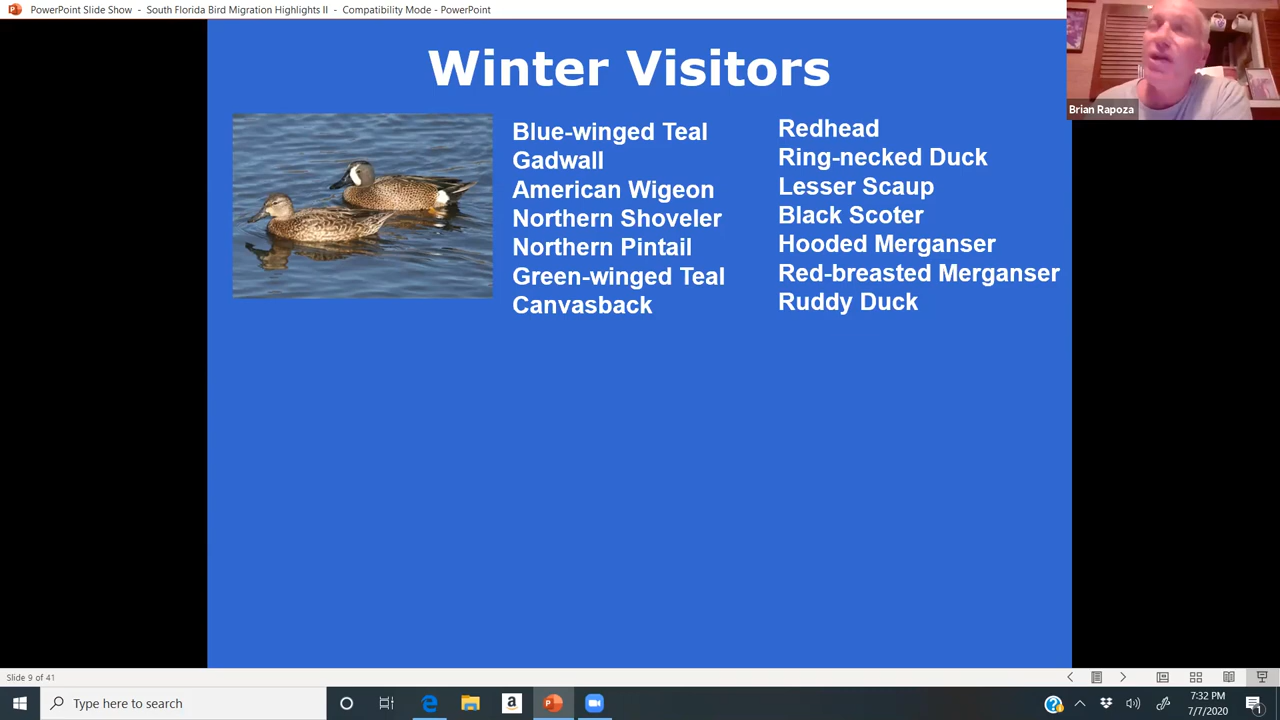 PowerPoint Slide Show - South Florida Bird Migration Highlights II - Compatibility Mode - PowerPoint
Winter Visitors
Blue-winged Teal
Gadwall
American Wigeon
Northern Shoveler
Northern Pintail
Green-winged Teal
Canvasback
Redhead
Ring-necked Duck
Lesser Scaup
Black Scoter
Hooded Merganser
Red-breasted Merganser
Ruddy Duck
Brian Rapoza
Slide 9 of 41
Type here to search
7:32 PM
7/7/2020